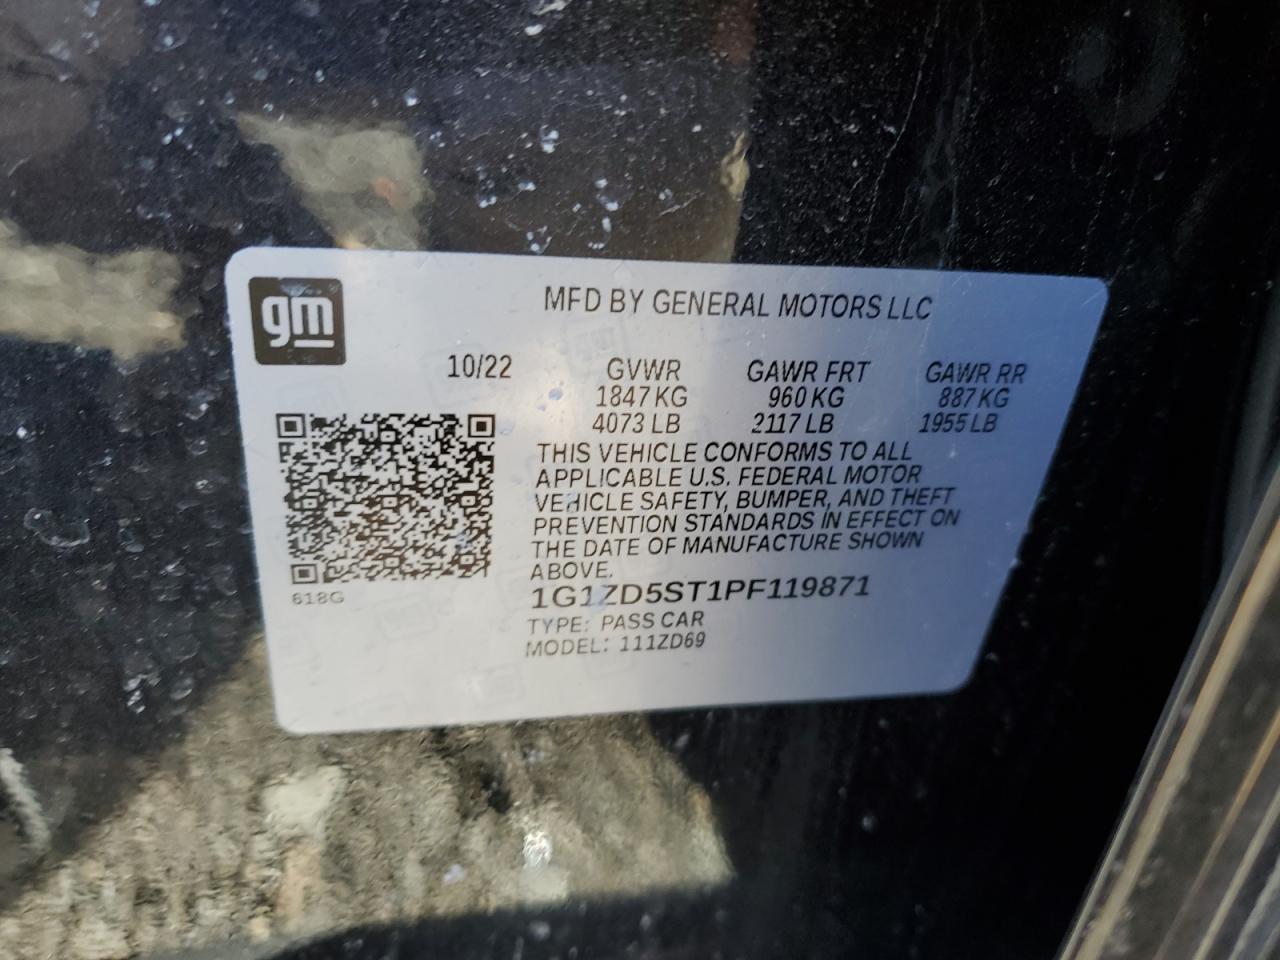 gm
MFD BY GENERAL MOTORS LLC
10/22 GVWR GAWR FRT GAWR RR
1847 KG 960 KG 887 KG
4073 LB 2117 LB 1955 LB
THIS VEHICLE CONFORMS TO ALL
APPLICABLE U.S. FEDERAL MOTOR
VEHICLE SAFETY, BUMPER, AND THEFT
PREVENTION STANDARDS IN EFFECT ON
THE DATE OF MANUFACTURE SHOWN
ABOVE.
618G
1G1ZD5ST1PF119871
TYPE: PASS CAR
MODEL: 111ZD69